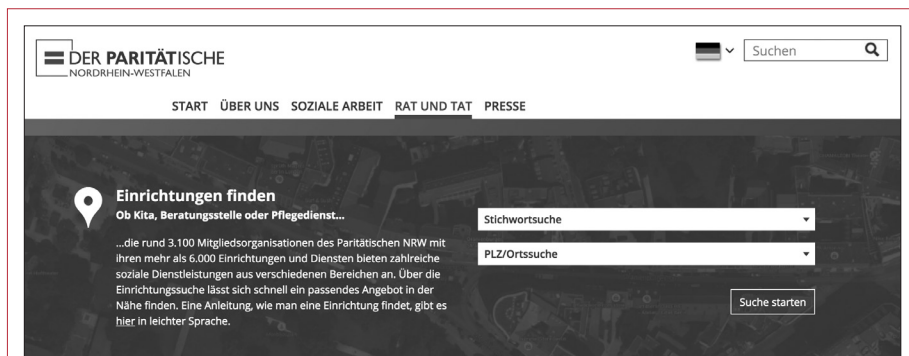 DER PARITÄTISCHE
NORDRHEIN-WESTFALEN
Suchen
START ÜBER UNS SOZIALE ARBEIT RAT UND TAT PRESSE
Einrichtungen finden
Ob Kita, Beratungsstelle oder Pflegedienst...
...die rund 3.100 Mitgliedsorganisationen des Paritätischen NRW mit
ihren mehr als 6.000 Einrichtungen und Diensten bieten zahlreiche
soziale Dienstleistungen aus verschiedenen Bereichen an. Über die
Einrichtungssuche lässt sich schnell ein passendes Angebot in der
Nähe finden. Eine Anleitung, wie man eine Einrichtung findet, gibt es
hier in leichter Sprache.
Stichwortsuche
PLZ/Ortssuche
Suche starten